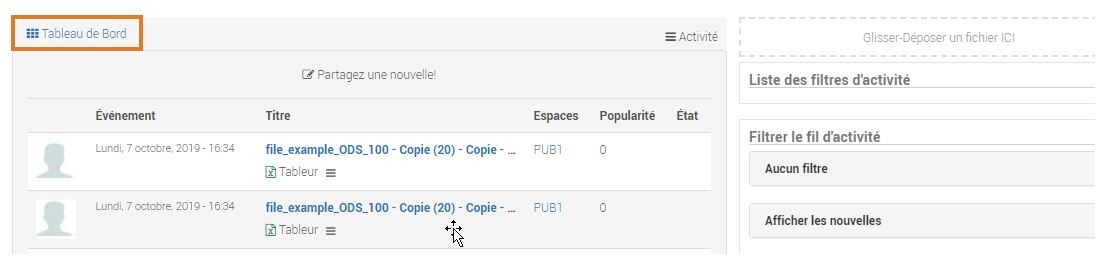 Tableau de Bord
Activité
Partagez une nouvelle!
Événement Titre Espaces Popularité État
Lundi, 7 octobre, 2019 - 16:34 file_example_ODS_100 - Copie (20) - Copie - ... PUB1 0
Tableur
Lundi, 7 octobre, 2019 - 16:34 file_example_ODS_100 - Copie (20) - Copie - ... PUB1 0
Tableur
Glisser-Déposer un fichier ICI
Liste des filtres d'activité
Filtrer le fil d'activité
Aucun filtre
Afficher les nouvelles